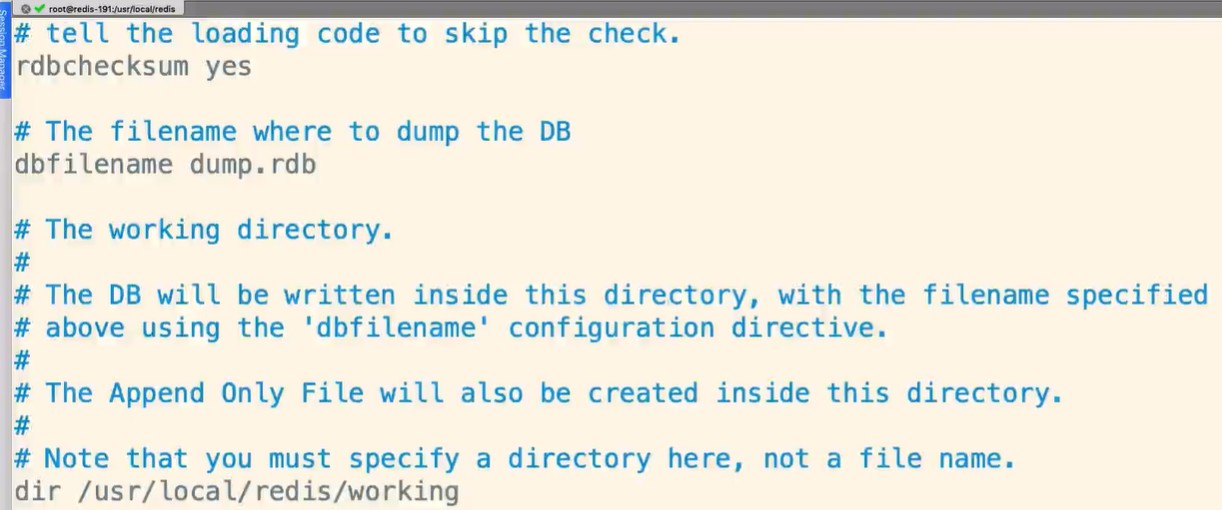 root@redis-191:/usr/local/redis
Session Manager
# tell the loading code to skip the check.
rdbchecksum yes
# The filename where to dump the DB
dbfilename dump.rdb
# The working directory.
#
# The DB will be written inside this directory, with the filename specified
# above using the 'dbfilename' configuration directive.
#
# The Append Only File will also be created inside this directory.
#
# Note that you must specify a directory here, not a file name.
dir /usr/local/redis/working